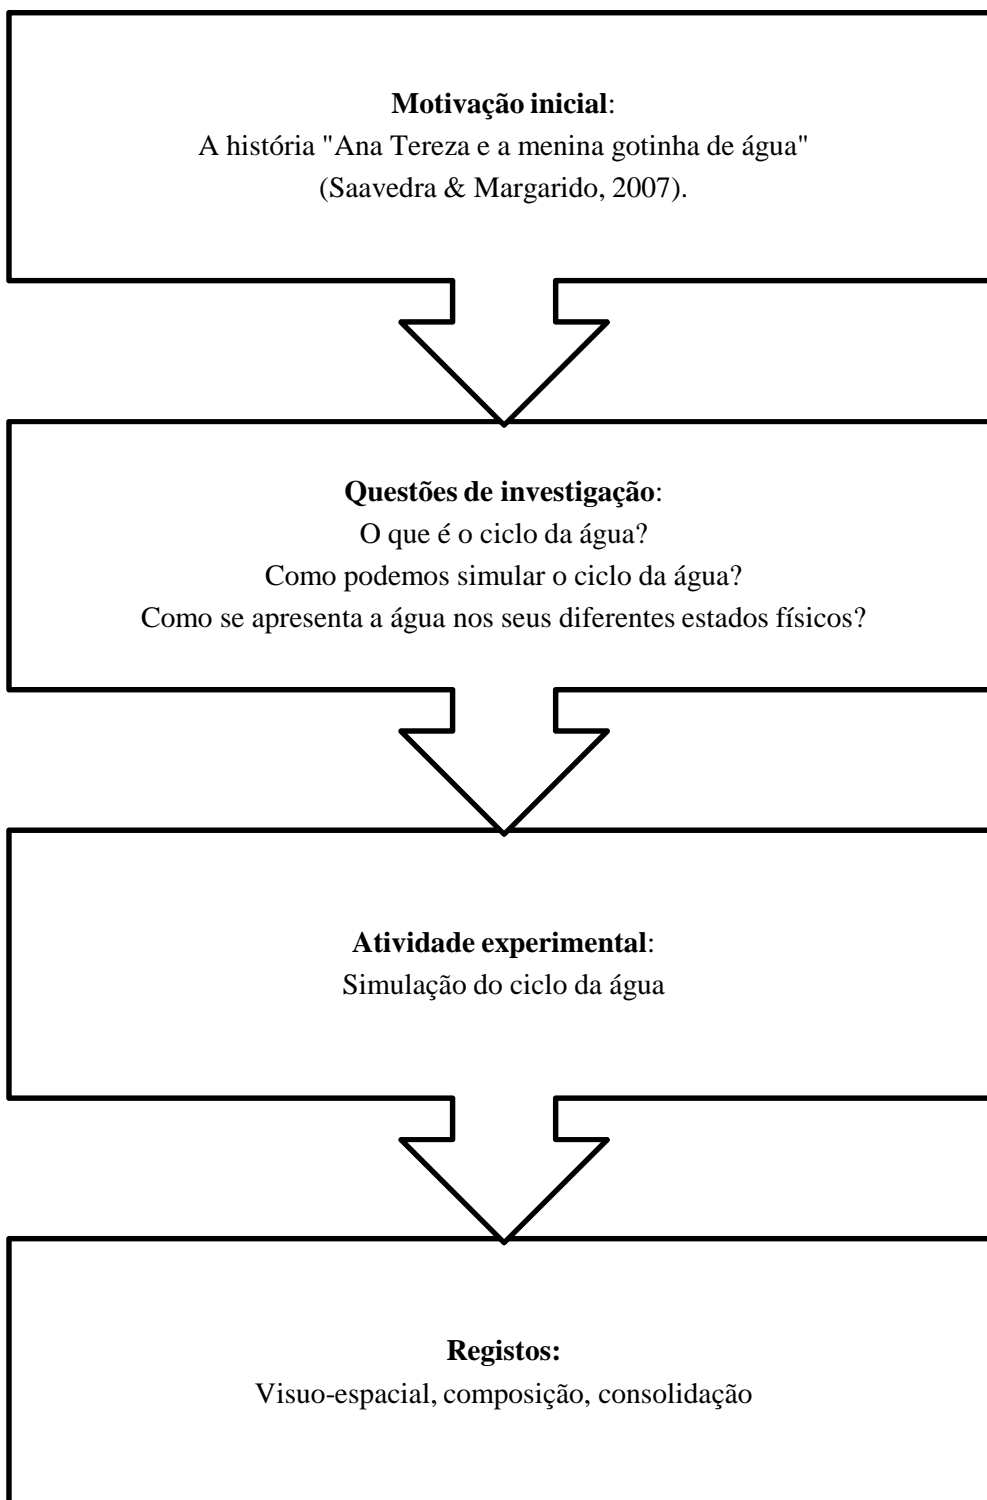 Motivação inicial:
A história "Ana Tereza e a menina gotinha de água"
(Saavedra & Margarido, 2007).
Questões de investigação:
O que é o ciclo da água?
Como podemos simular o ciclo da água?
Como se apresenta a água nos seus diferentes estados físicos?
Atividade experimental:
Simulação do ciclo da água
Registos:
Visuo-espacial, composição, consolidação